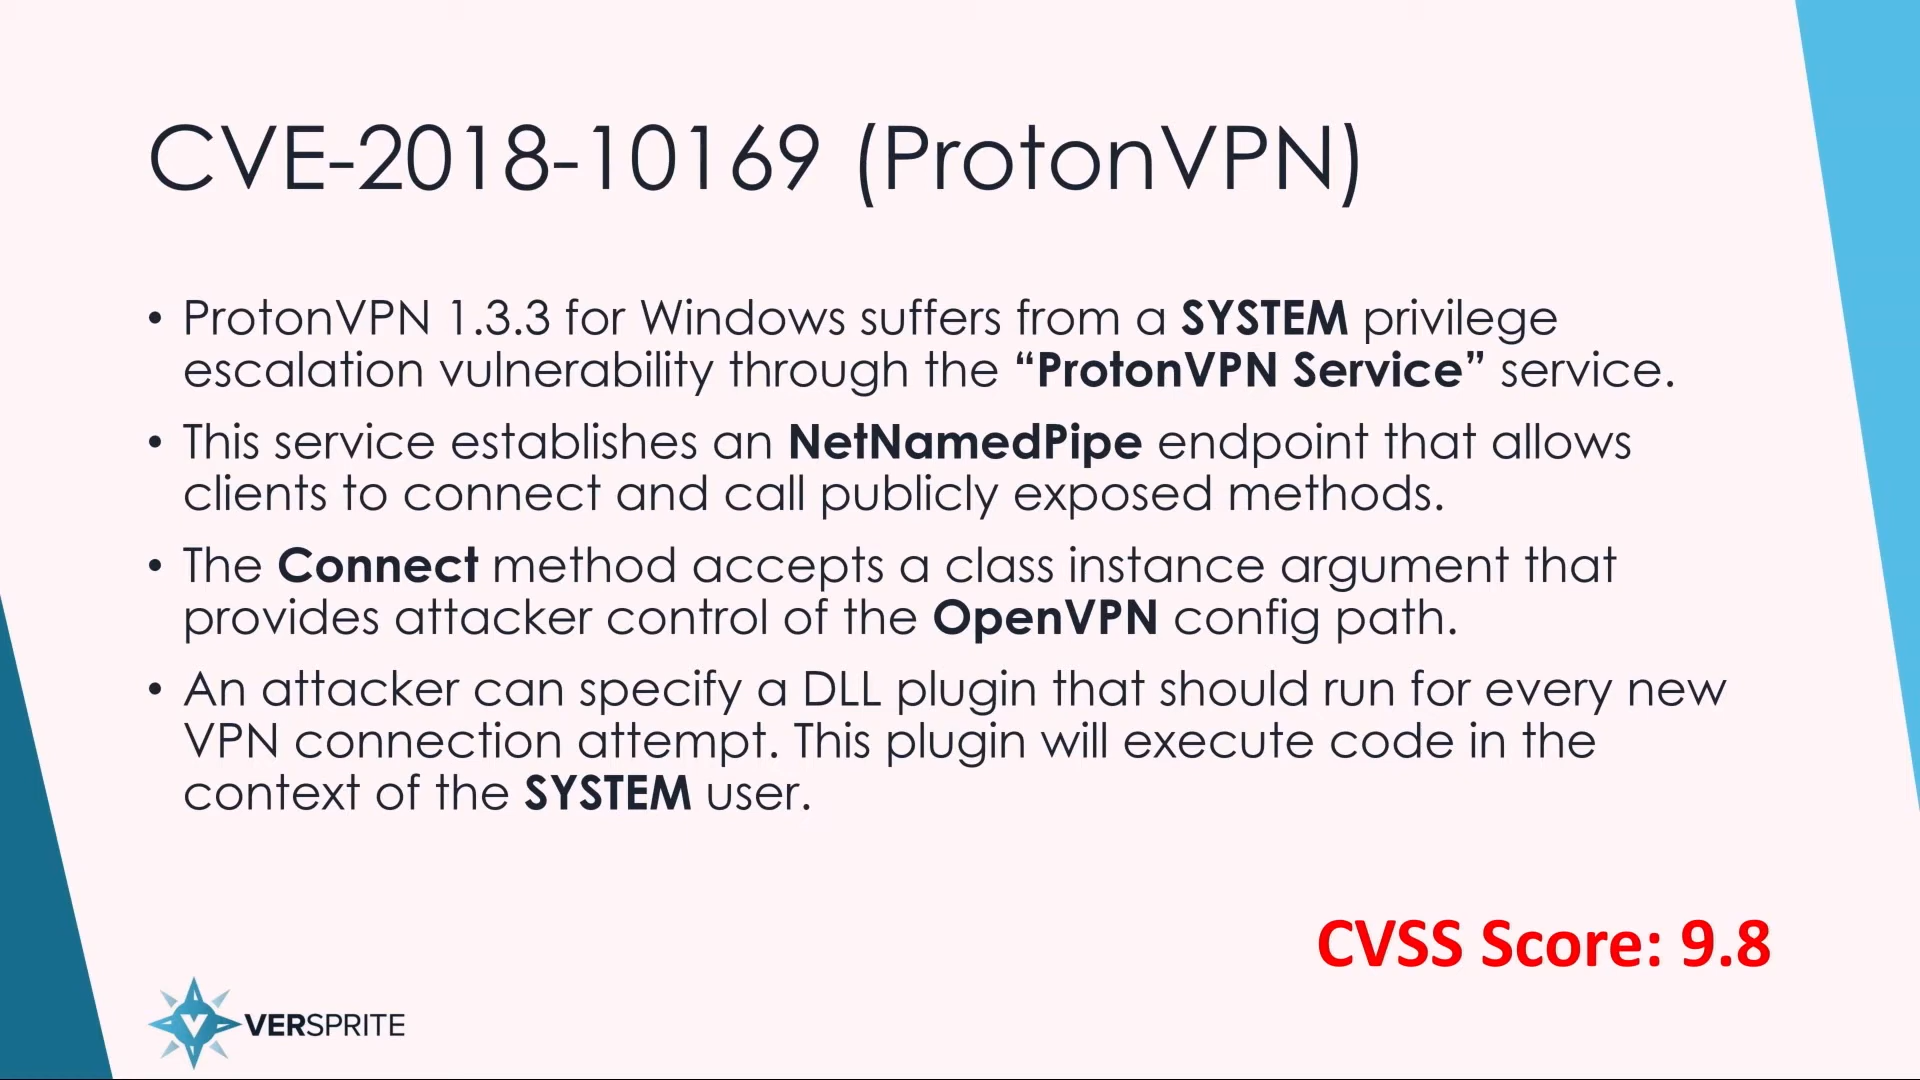 CVE-2018-10169 (ProtonVPN)
• ProtonVPN 1.3.3 for Windows suffers from a SYSTEM privilege
escalation vulnerability through the “ProtonVPN Service” service.
• This service establishes an NetNamedPipe endpoint that allows
clients to connect and call publicly exposed methods.
• The Connect method accepts a class instance argument that
provides attacker control of the OpenVPN config path.
• An attacker can specify a DLL plugin that should run for every new
VPN connection attempt. This plugin will execute code in the
context of the SYSTEM user.
CVSS Score: 9.8
V VERSPRITE